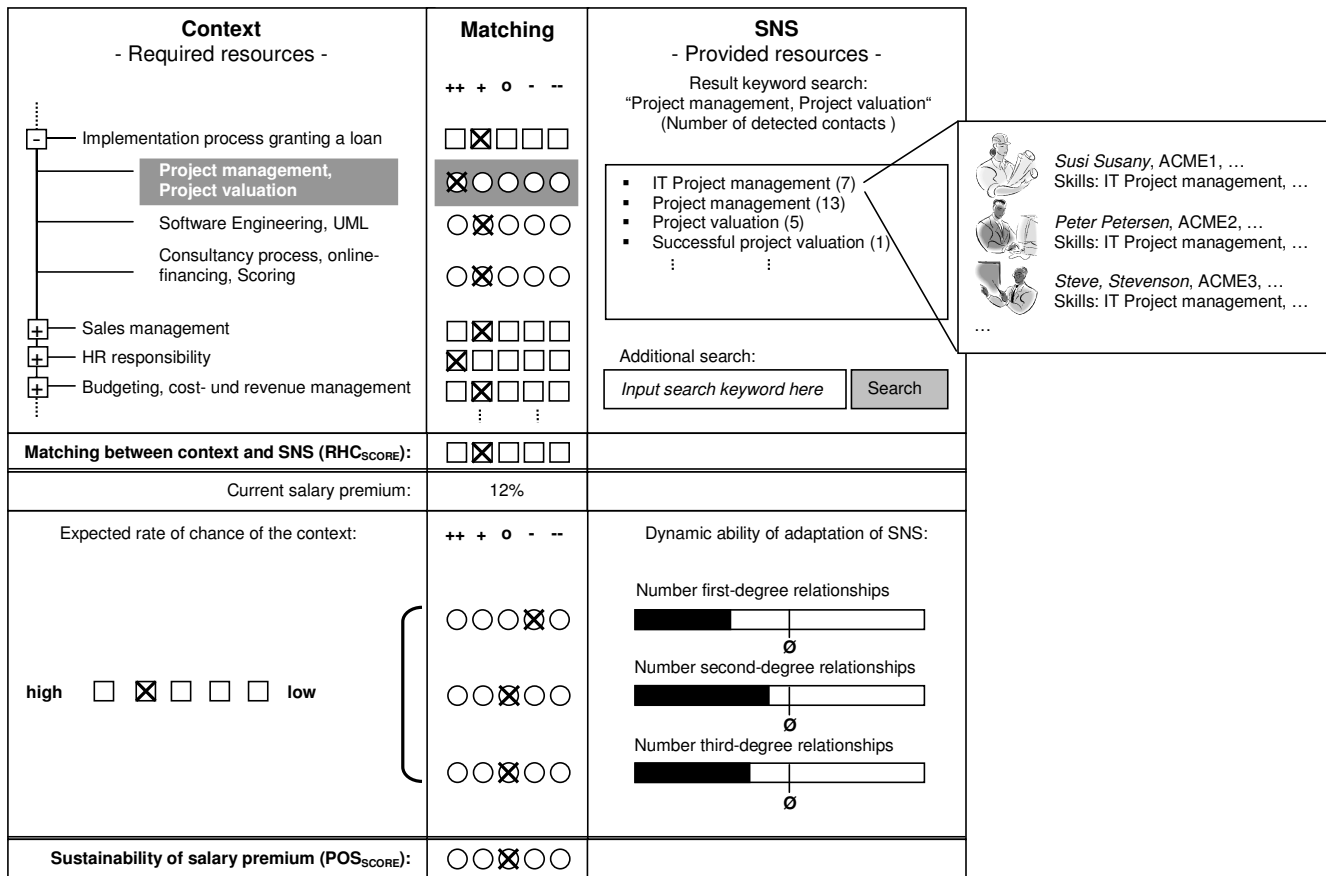 Context
- Required resources -
Matching
SNS
- Provided resources -
++ + o - --
Result keyword search:
“Project management, Project valuation“
(Number of detected contacts )
- Implementation process granting a loan
Project management,
Project valuation
Software Engineering, UML
Consultancy process, online-
financing, Scoring
+ Sales management
+ HR responsibility
+ Budgeting, cost- und revenue management
▪ IT Project management (7)
▪ Project management (13)
▪ Project valuation (5)
▪ Successful project valuation (1)
Susi Susany, ACME1, …
Skills: IT Project management, …
Peter Petersen, ACME2, …
Skills: IT Project management, …
Steve, Stevenson, ACME3, …
Skills: IT Project management, …
…
Additional search:
Input search keyword here
Search
Matching between context and SNS (RHCSCORE):
Current salary premium:
12%
Expected rate of chance of the context:
++ + o - --
Dynamic ability of adaptation of SNS:
Number first-degree relationships
Ø
high
low
Number second-degree relationships
Ø
Number third-degree relationships
Ø
Sustainability of salary premium (POSSCORE):